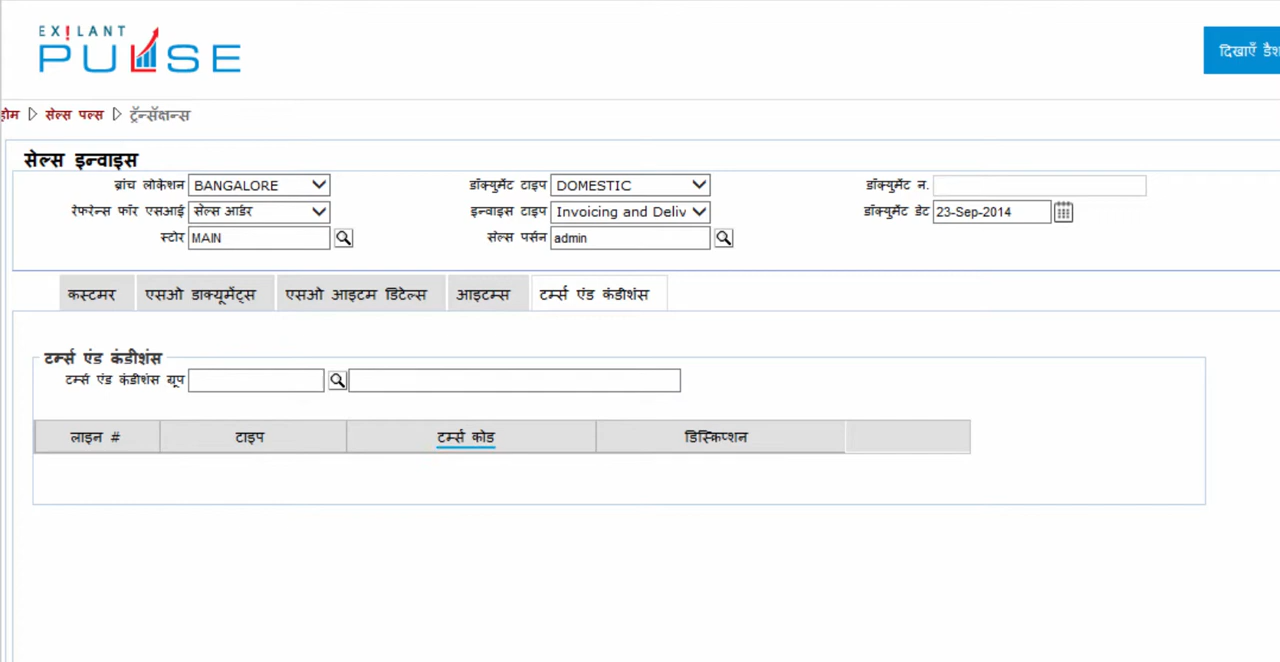 EX!LANT
PULSE
दिखाएँ
होम ▷ सेल्स पल्स ▷ ट्रॅन्सॅक्षन्स
सेल्स इन्वाइस
ब्रांच लोकेशन BANGALORE डॉक्युमेंट टाइप DOMESTIC डॉक्युमेंट न.
रेफरेन्स फॉर एसआई सेल्स आर्डर इन्वाइस टाइप Invoicing and Deliv डॉक्युमेंट डेट 23-Sep-2014
स्टोर MAIN सेल्स पर्सन admin
कस्टमर एसओ डाक्यूमेंट्स एसओ आइटम डिटेल्स आइटम्स टर्म्स एंड कंडीशंस
टर्म्स एंड कंडीशंस
टर्म्स एंड कंडीशंस ग्रूप
लाइन # टाइप टर्म्स कोड डिस्क्रिप्शन